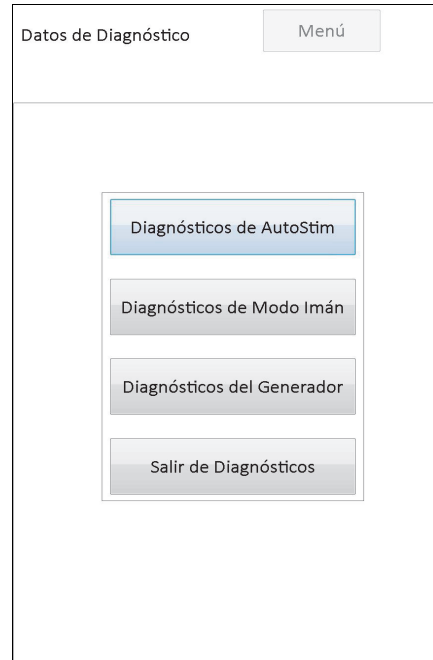 Datos de Diagnóstico
Menú
Diagnósticos de AutoStim
Diagnósticos de Modo Imán
Diagnósticos del Generador
Salir de Diagnósticos